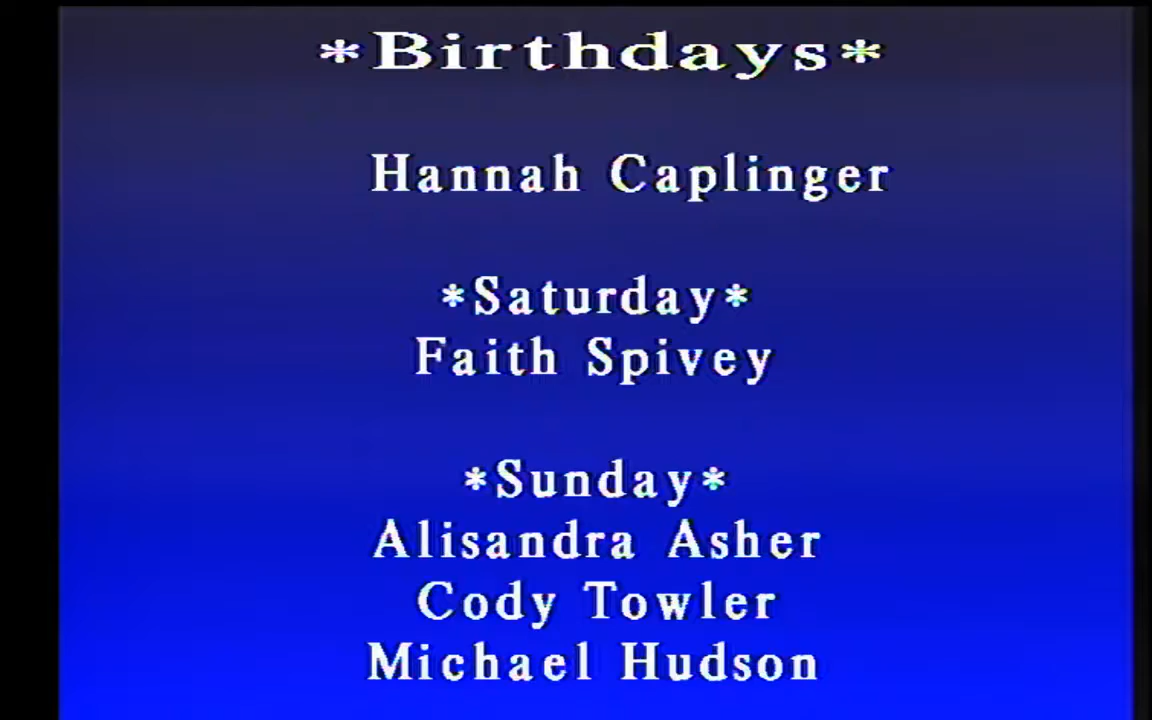 *Birthdays*
Hannah Caplinger
*Saturday*
Faith Spivey
*Sunday*
Alisandra Asher
Cody Towler
Michael Hudson